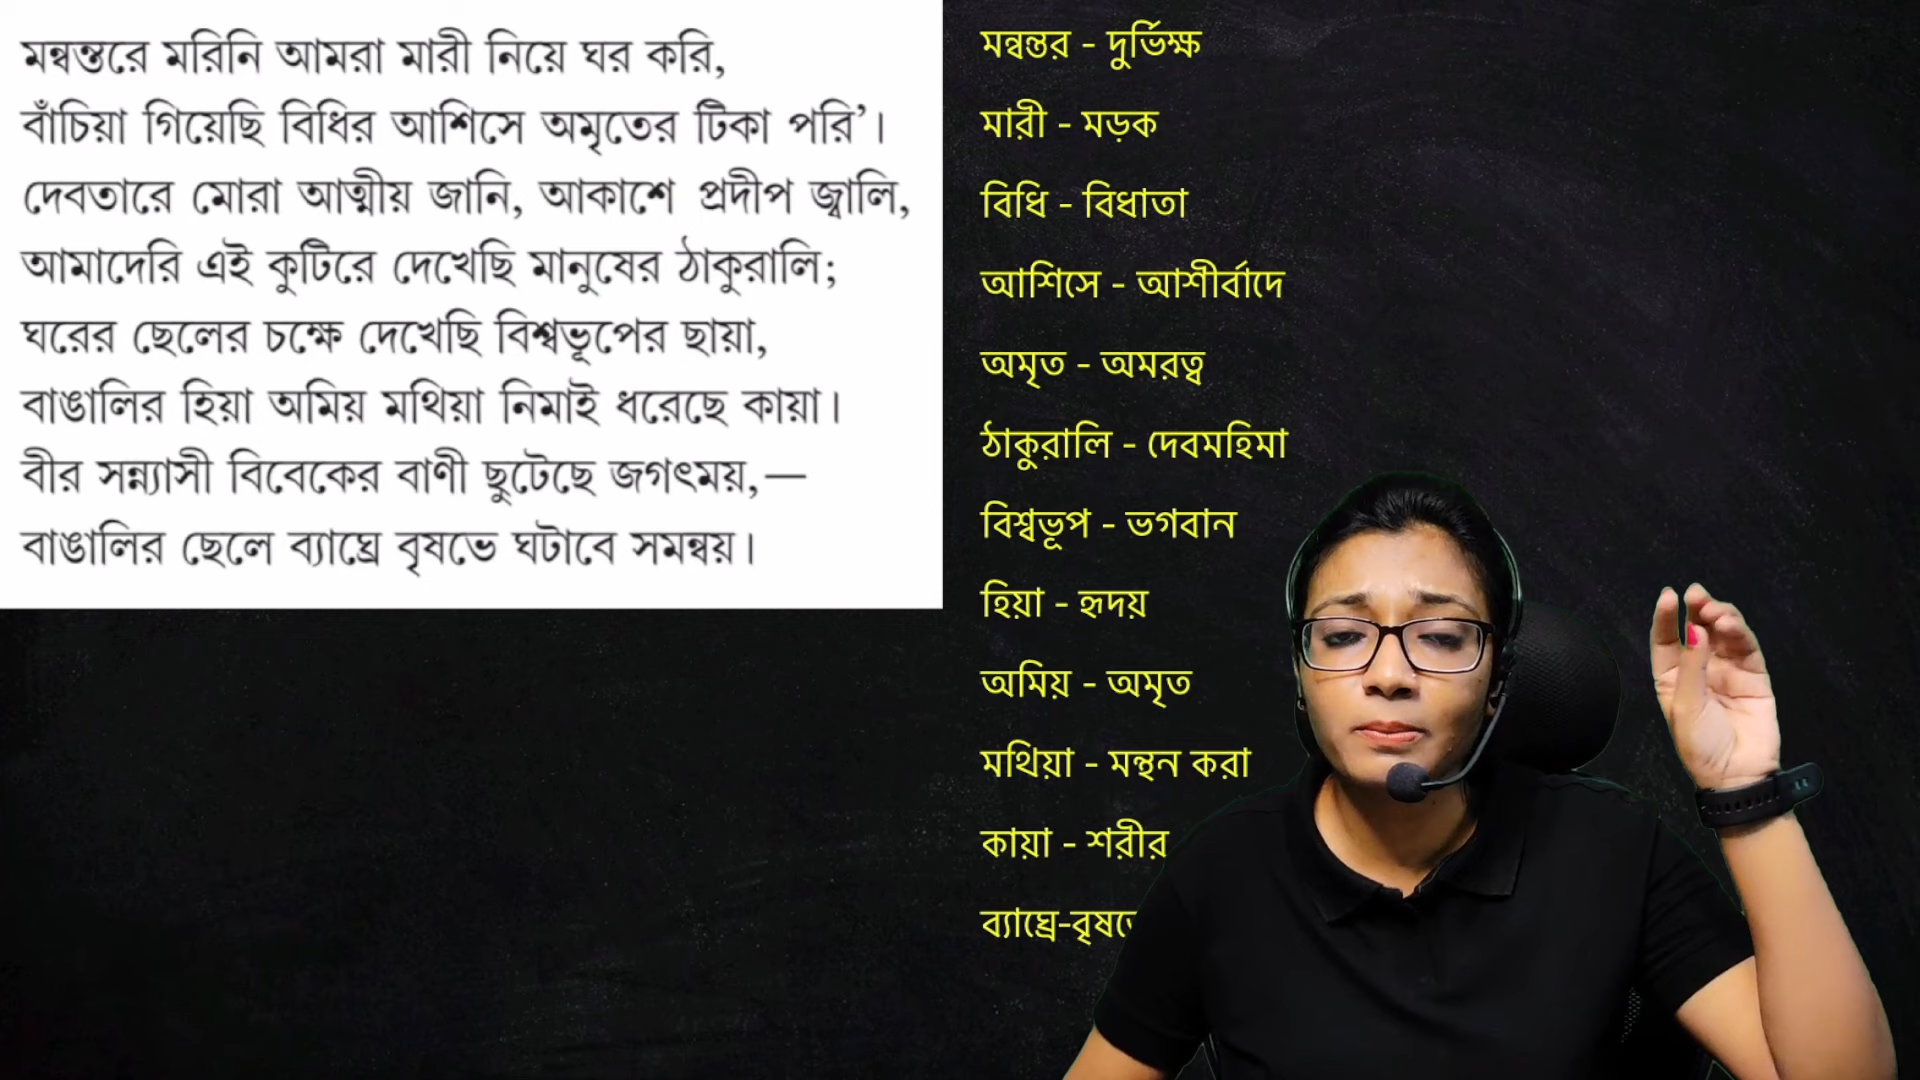 মন্বন্তরে মরিনি আমরা মারী নিয়ে ঘর করি,
বাঁচিয়া গিয়েছি বিধির আশিসে অমৃতের টিকা পরি’।
দেবতারে মোরা আত্মীয় জানি, আকাশে প্রদীপ জ্বালি,
আমাদেরি এই কুটিরে দেখেছি মানুষের ঠাকুরালি;
ঘরের ছেলের চক্ষে দেখেছি বিশ্বভূপের ছায়া,
বাঙালির হিয়া অমিয় মথিয়া নিমাই ধরেছে কায়া।
বীর সন্ন্যাসী বিবেকের বাণী ছুটেছে জগৎময়,—
বাঙালির ছেলে ব্যাঘ্রে বৃষভে ঘটাবে সমন্বয়।
মন্বন্তর - দুর্ভিক্ষ
মারী - মড়ক
বিধি - বিধাতা
আশিসে - আশীর্বাদে
অমৃত - অমরত্ব
ঠাকুরালি - দেবমহিমা
বিশ্বভূপ - ভগবান
হিয়া - হৃদয়
অমিয় - অমৃত
মথিয়া - মন্থন করা
কায়া - শরীর
ব্যাঘ্রে-